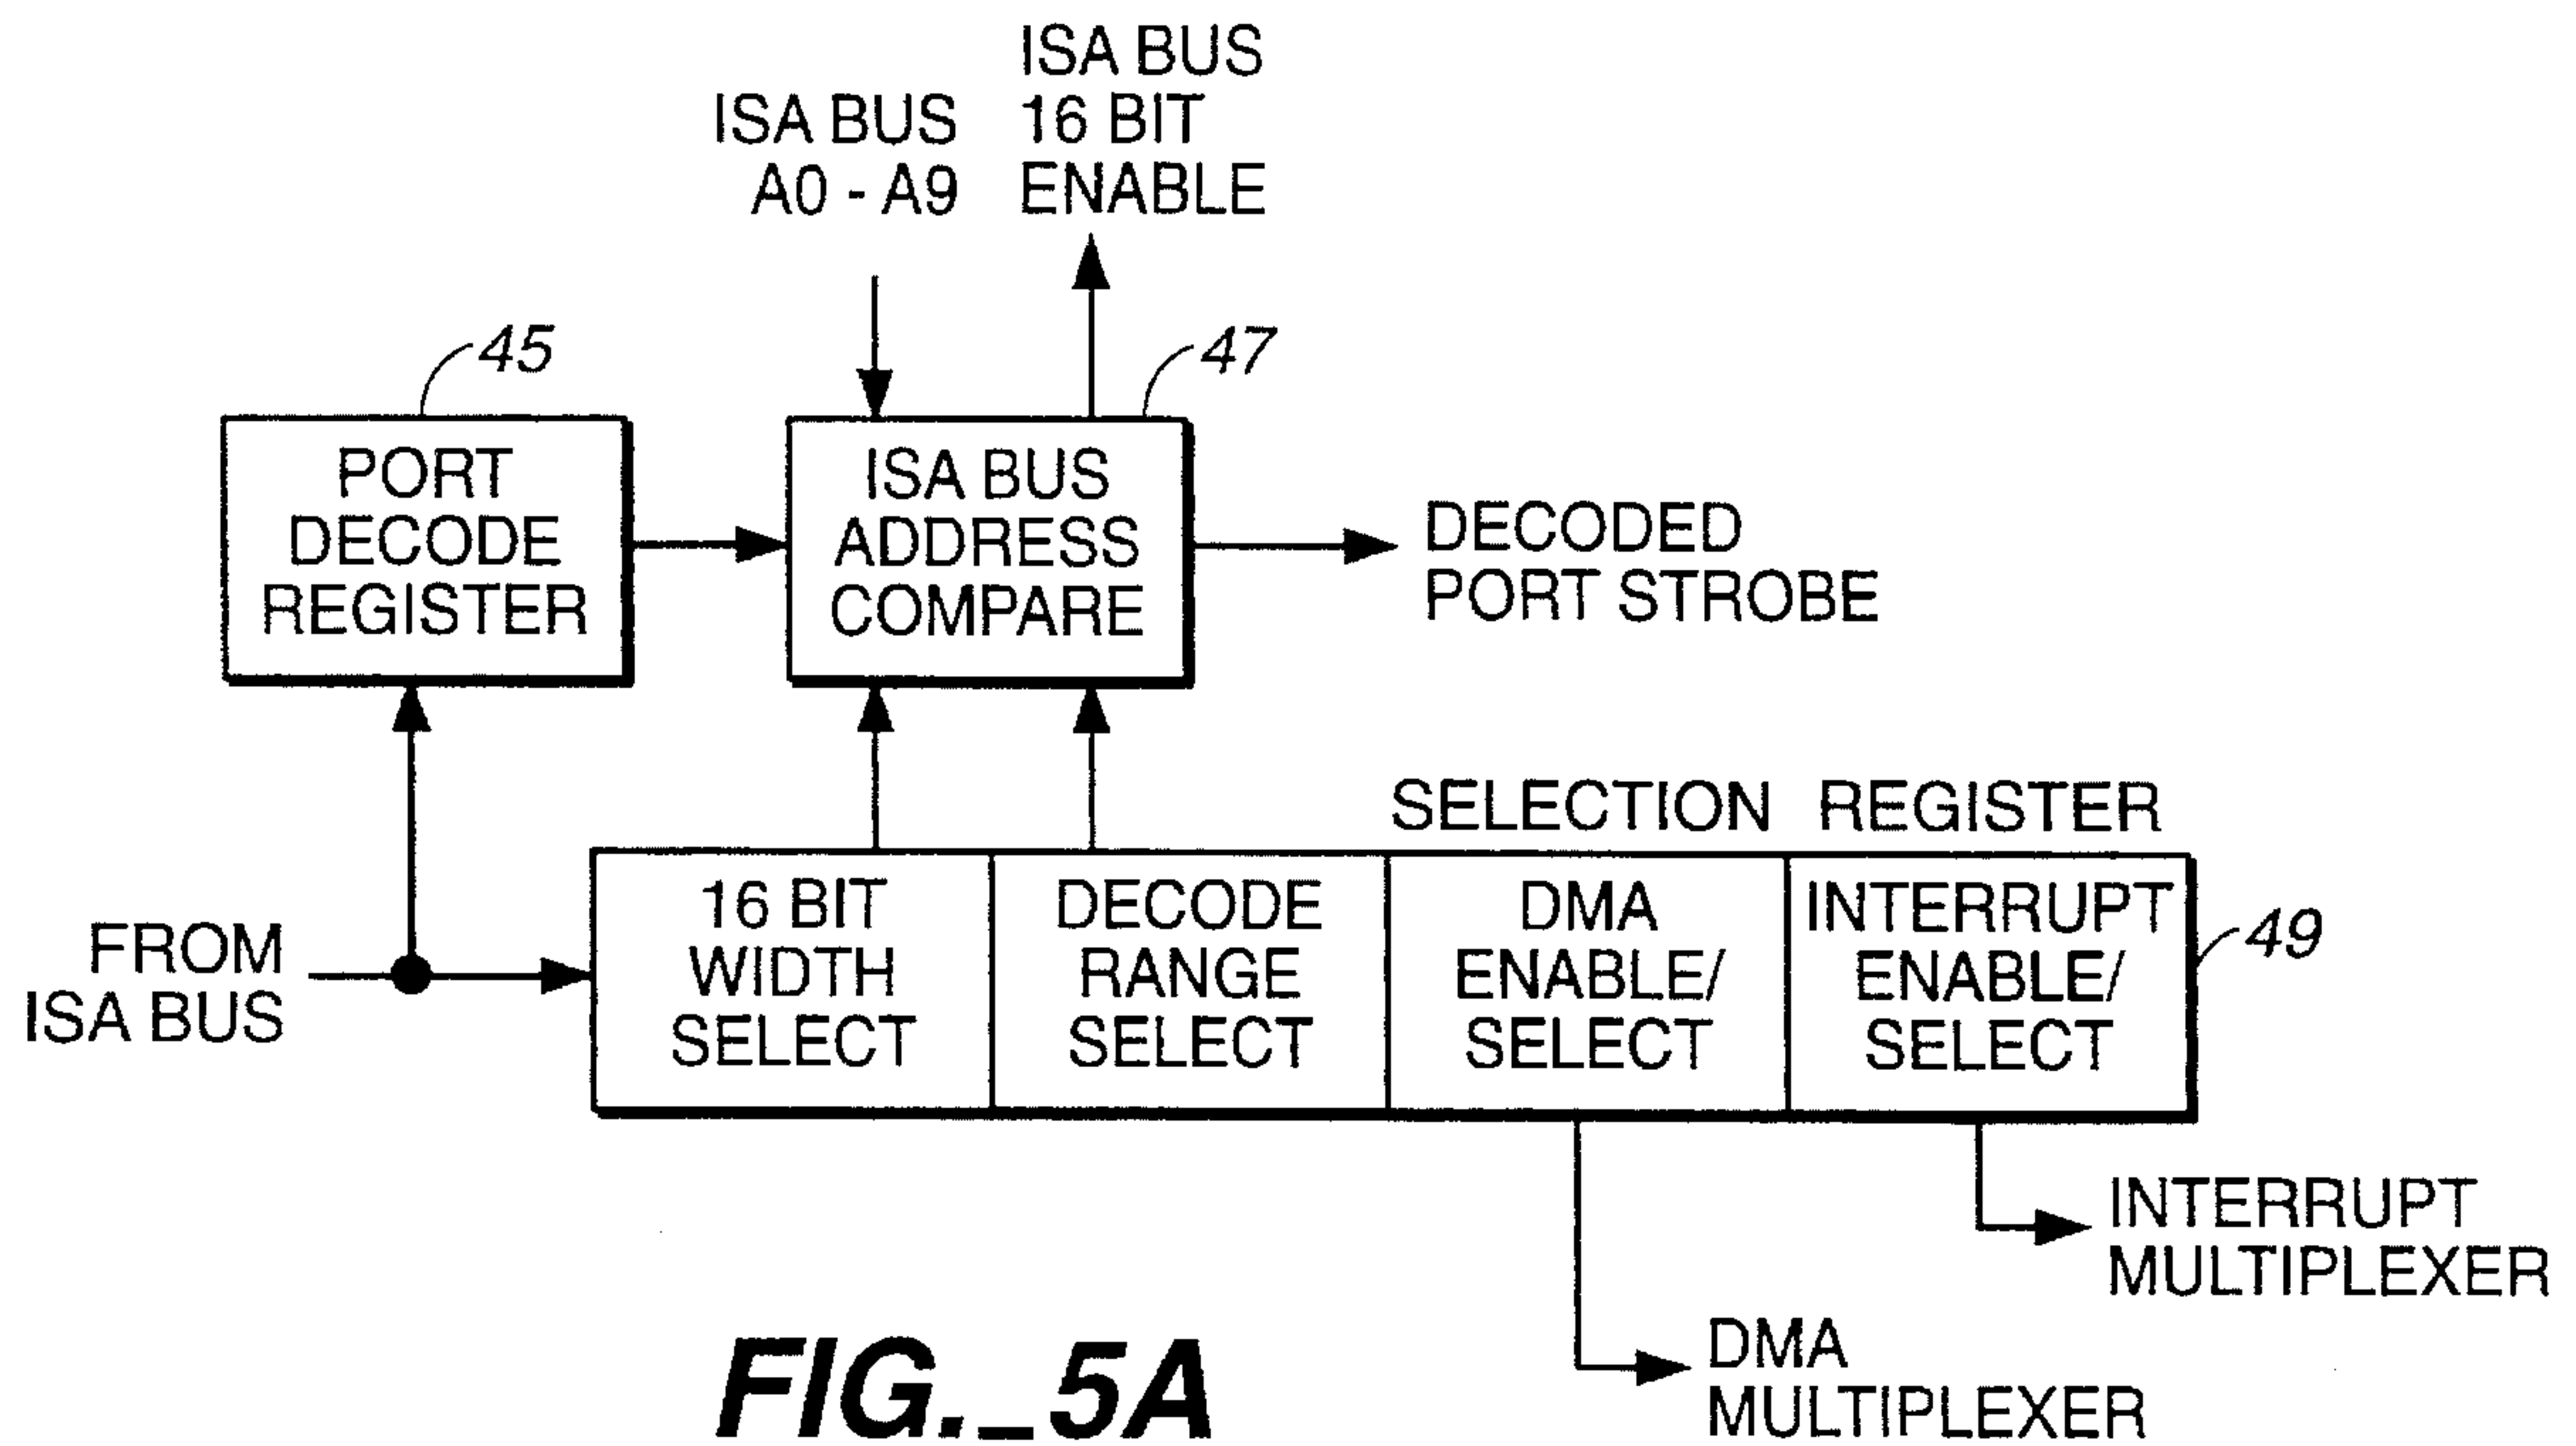 ISA BUS
A0 - A9
ISA BUS
16 BIT
ENABLE
45
47
PORT
DECODE
REGISTER
ISA BUS
ADDRESS
COMPARE
DECODED
PORT STROBE
SELECTION REGISTER
FROM
ISA BUS
16 BIT
WIDTH
SELECT
DECODE
RANGE
SELECT
DMA
ENABLE/
SELECT
INTERRUPT
ENABLE/
SELECT
49
INTERRUPT
MULTIPLEXER
DMA
MULTIPLEXER
FIG._5A